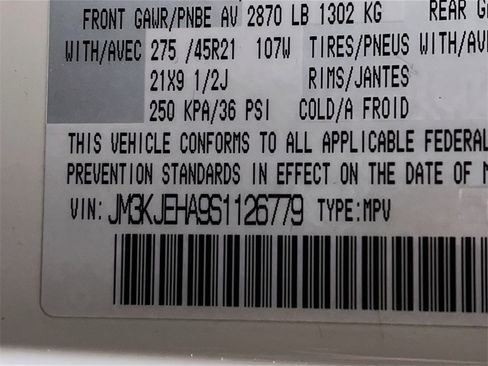 FRONT GAWR/PNBE AV 2870 LB 1302 KG REAR
WITH/AVEC 275 /45R21 107W TIRES/PNEUS WITH/AVE
21X9 1/2J RIMS/JANTES
250 KPA/36 PSI COLD/A FROID
THIS VEHICLE CONFORMS TO ALL APPLICABLE FEDERAL
PREVENTION STANDARDS IN EFFECT ON THE DATE OF
VIN: JM3KJEHA9S1126779 TYPE:MPV